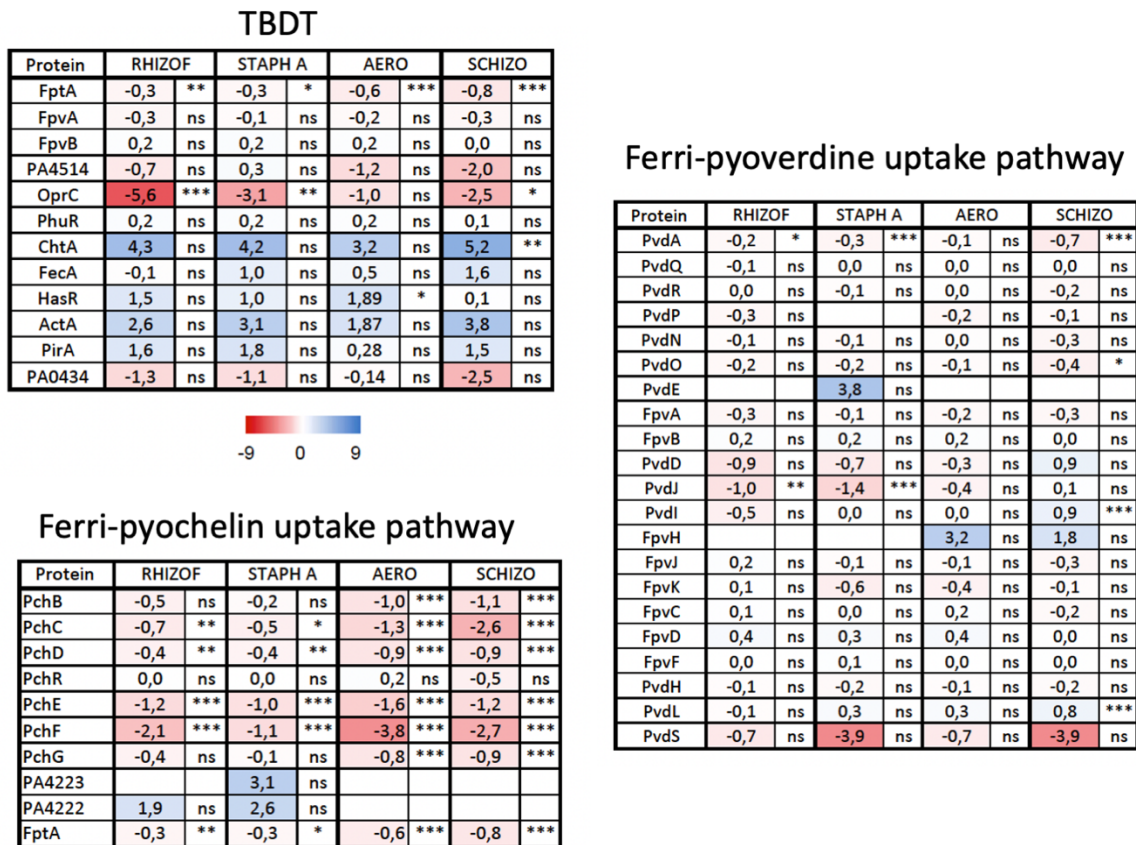 TBDT
Protein RHIZOF STAPH A AERO SCHIZO
FptA -0,3 ** -0,3 * -0,6 *** -0,8 ***
FpvA -0,3 ns -0,1 ns -0,2 ns -0,3 ns
FpvB 0,2 ns 0,2 ns 0,2 ns 0,0 ns
PA4514 -0,7 ns 0,3 ns -1,2 ns -2,0 ns
OprC -5,6 *** -3,1 ** -1,0 ns -2,5 *
PhuR 0,2 ns 0,2 ns 0,2 ns 0,1 ns
ChtA 4,3 ns 4,2 ns 3,2 ns 5,2 **
FecA -0,1 ns 1,0 ns 0,5 ns 1,6 ns
HasR 1,5 ns 1,0 ns 1,89 * 0,1 ns
ActA 2,6 ns 3,1 ns 1,87 ns 3,8 ns
PirA 1,6 ns 1,8 ns 0,28 ns 1,5 ns
PA0434 -1,3 ns -1,1 ns -0,14 ns -2,5 ns
-9 0 9
Ferri-pyochelin uptake pathway
Protein RHIZOF STAPH A AERO SCHIZO
PchB -0,5 ns -0,2 ns -1,0 *** -1,1 ***
PchC -0,7 ** -0,5 * -1,3 *** -2,6 ***
PchD -0,4 ** -0,4 ** -0,9 *** -0,9 ***
PchR 0,0 ns 0,0 ns 0,2 ns -0,5 ns
PchE -1,2 *** -1,0 *** -1,6 *** -1,2 ***
PchF -2,1 *** -1,1 *** -3,8 *** -2,7 ***
PchG -0,4 ns -0,1 ns -0,8 *** -0,9 ***
PA4223 3,1 ns
PA4222 1,9 ns 2,6 ns
FptA -0,3 ** -0,3 * -0,6 *** -0,8 ***
Ferri-pyoverdine uptake pathway
Protein RHIZOF STAPH A AERO SCHIZO
PvdA -0,2 * -0,3 *** -0,1 ns -0,7 ***
PvdQ -0,1 ns 0,0 ns 0,0 ns 0,0 ns
PvdR 0,0 ns -0,1 ns 0,0 ns -0,2 ns
PvdP -0,3 ns -0,2 ns -0,1 ns
PvdN -0,1 ns -0,1 ns 0,0 ns -0,3 ns
PvdO -0,2 ns -0,2 ns -0,1 ns -0,4 *
PvdE 3,8 ns
FpvA -0,3 ns -0,1 ns -0,2 ns -0,3 ns
FpvB 0,2 ns 0,2 ns 0,2 ns 0,0 ns
PvdD -0,9 ns -0,7 ns -0,3 ns 0,9 ns
PvdJ -1,0 ** -1,4 *** -0,4 ns 0,1 ns
PvdI -0,5 ns 0,0 ns 0,0 ns 0,9 ***
FpvH 3,2 ns 1,8 ns
FpvJ 0,2 ns -0,1 ns -0,1 ns -0,3 ns
FpvK 0,1 ns -0,6 ns -0,4 ns -0,1 ns
FpvC 0,1 ns 0,0 ns 0,2 ns -0,2 ns
FpvD 0,4 ns 0,3 ns 0,4 ns 0,0 ns
FpvF 0,0 ns 0,1 ns 0,0 ns 0,0 ns
PvdH -0,1 ns -0,2 ns -0,1 ns -0,2 ns
PvdL -0,1 ns 0,3 ns 0,3 ns 0,8 ***
PvdS -0,7 ns -3,9 ns -0,7 ns -3,9 ns